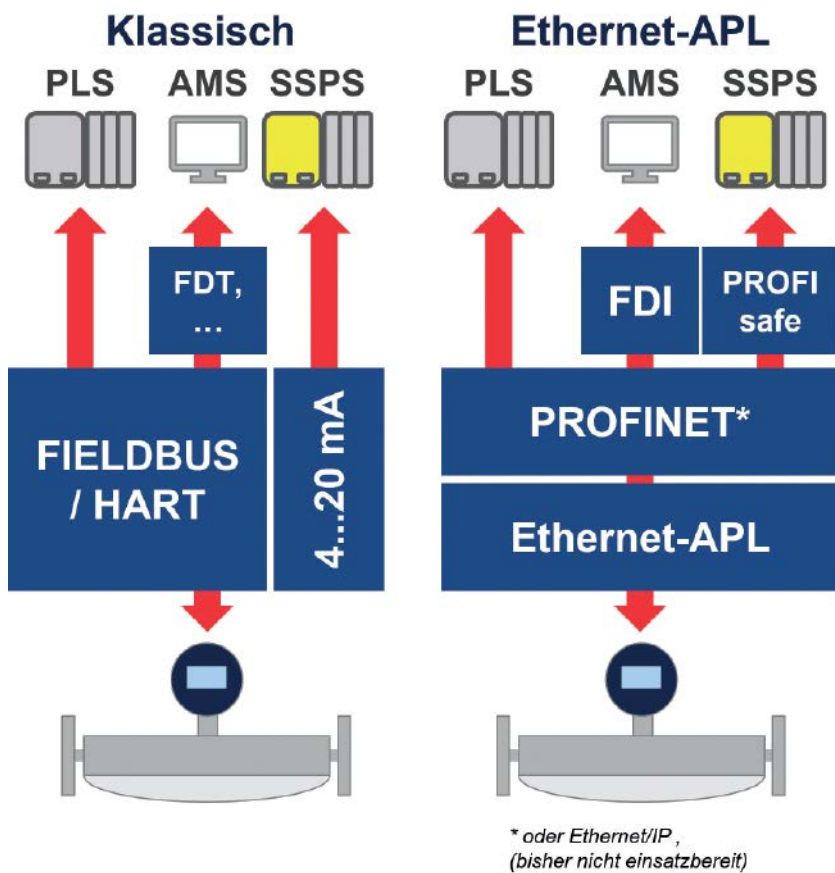 Klassisch
PLS AMS SSPS
FDT,
...
FIELDBUS
/ HART
4...20 mA
Ethernet-APL
PLS AMS SSPS
FDI
PROFI
safe
PROFINET*
Ethernet-APL
* oder Ethernet/IP ,
(bisher nicht einsatzbereit)